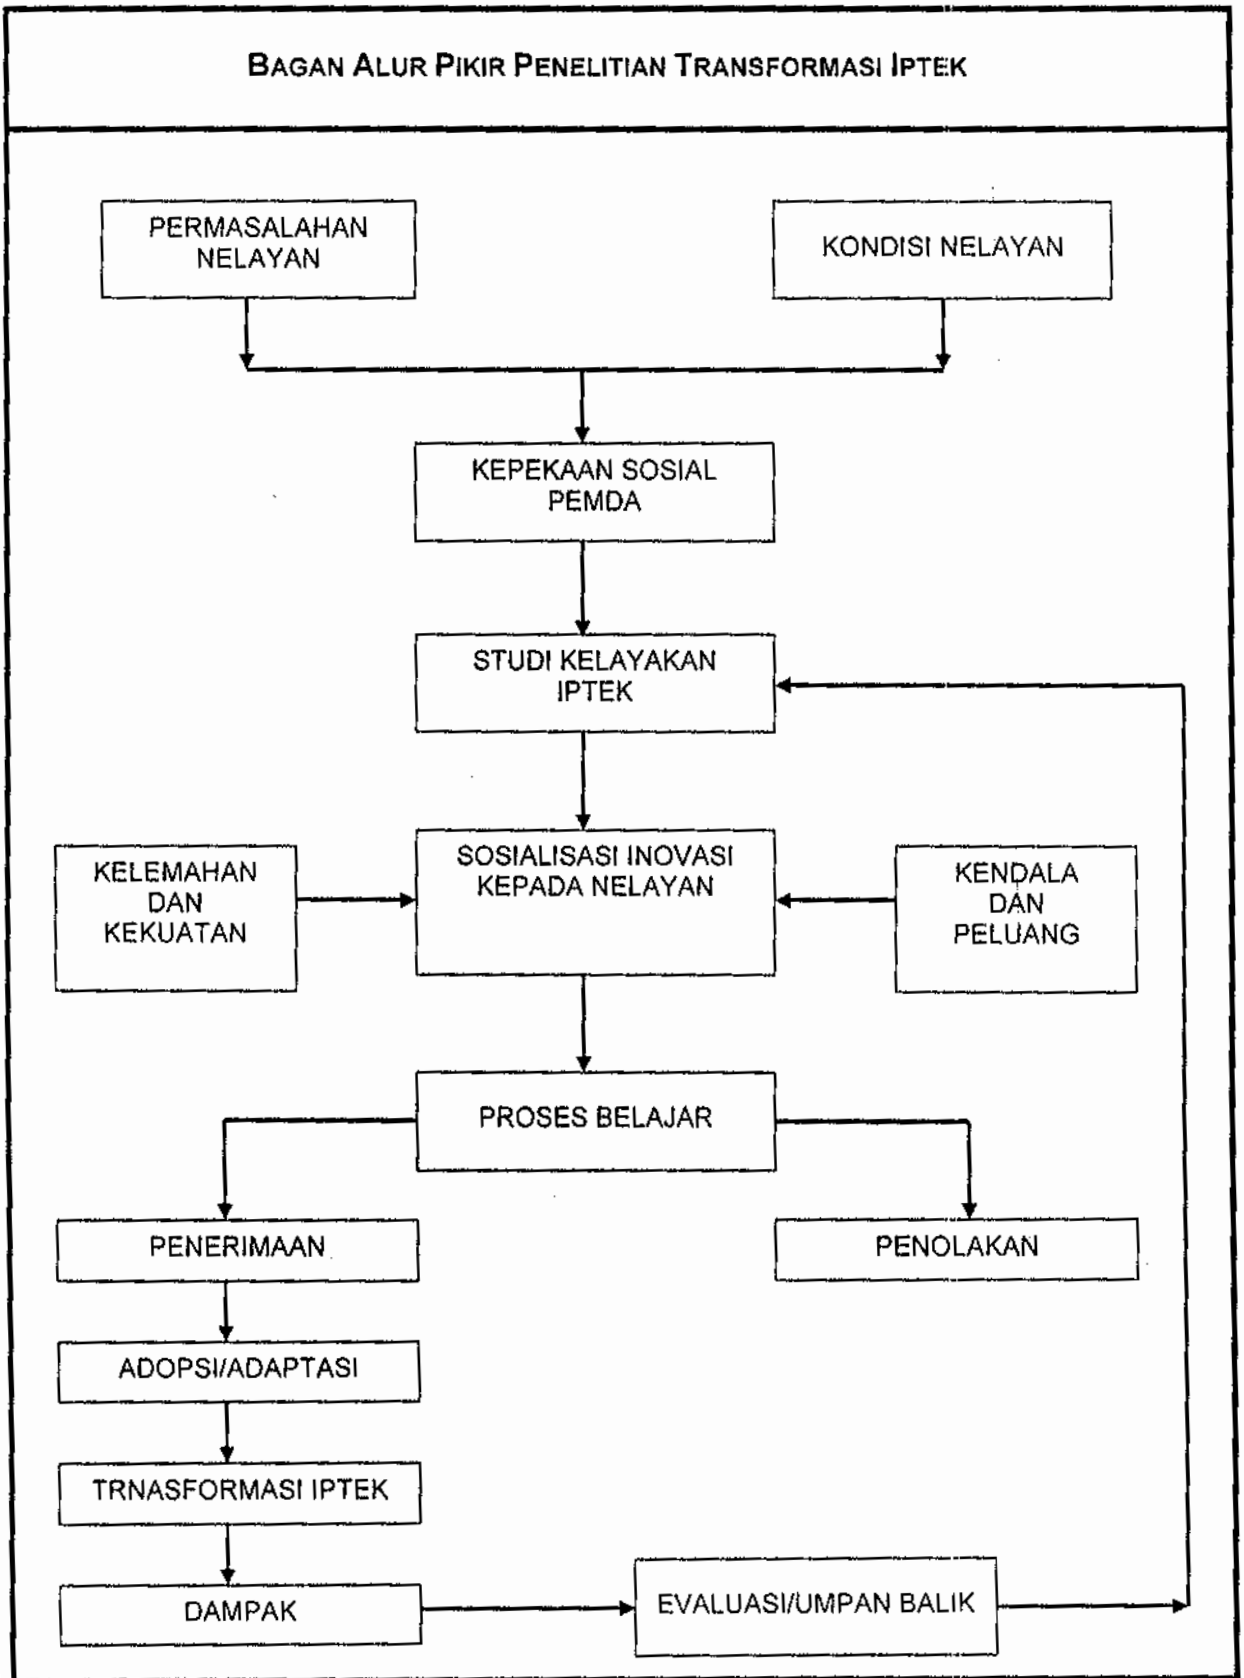 BAGAN ALUR PIKIR PENELITIAN TRANSFORMASI IPTEK
PERMASALAHAN
NELAYAN
KONDISI NELAYAN
KEPEKAAN SOSIAL
PEMDA
STUDI KELAYAKAN
IPTEK
KELEMAHAN
DAN
KEKUATAN
SOSIALISASI INOVASI
KEPADA NELAYAN
KENDALA
DAN
PELUANG
PROSES BELAJAR
PENERIMAAN
PENOLAKAN
ADOPSI/ADAPTASI
TRNASFORMASI IPTEK
DAMPAK
EVALUASI/UMPAN BALIK